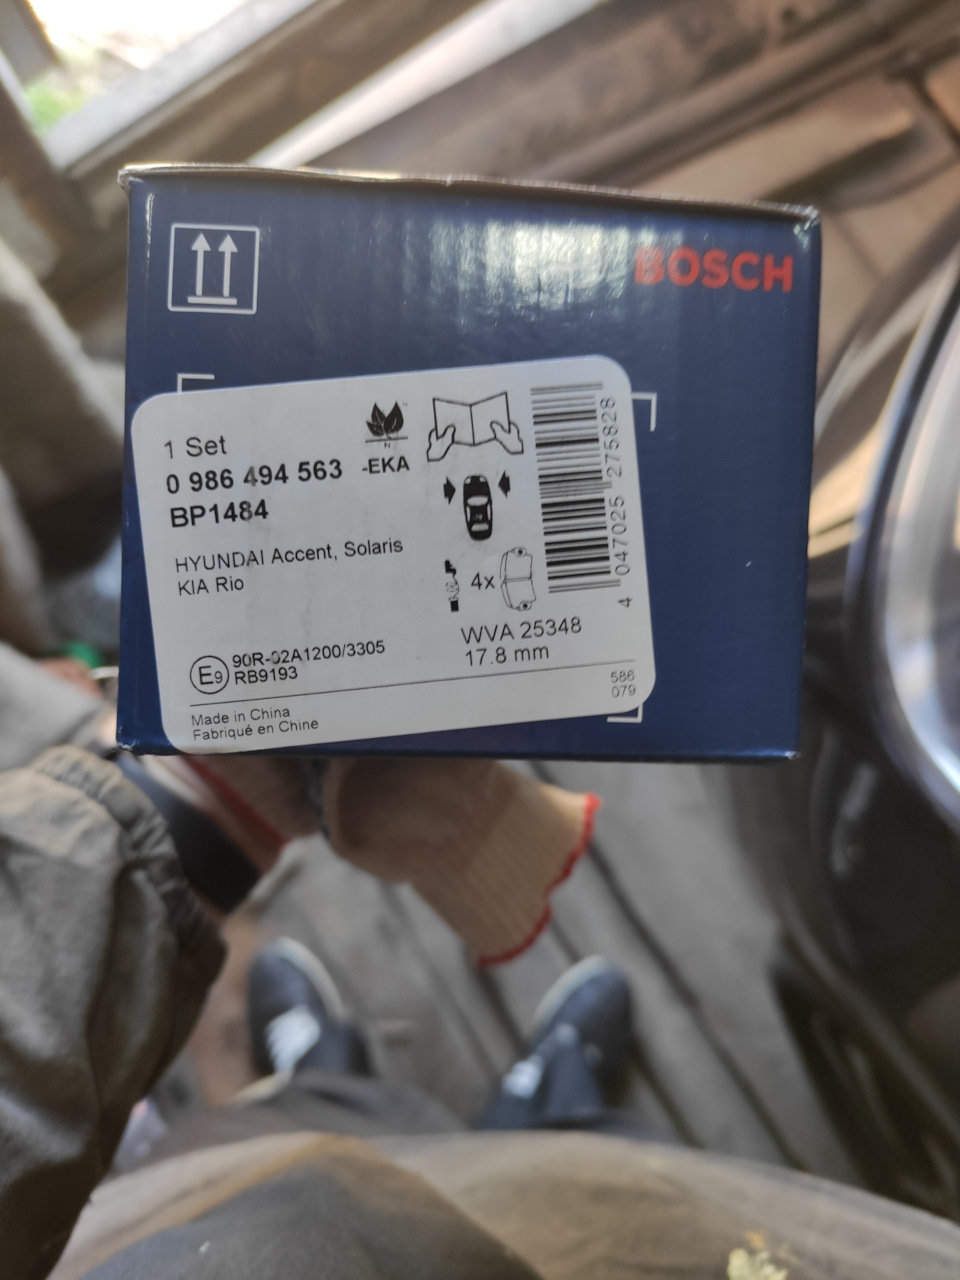 BOSCH
1 Set
0 986 494 563 -EKA
BP1484
HYUNDAI Accent, Solaris
KIA Rio
N
4x
4 047025 275828
WVA 25348
17.8 mm
E9 90R-02A1200/3305
RB9193
586
079
Made in China
Fabriqué en Chine